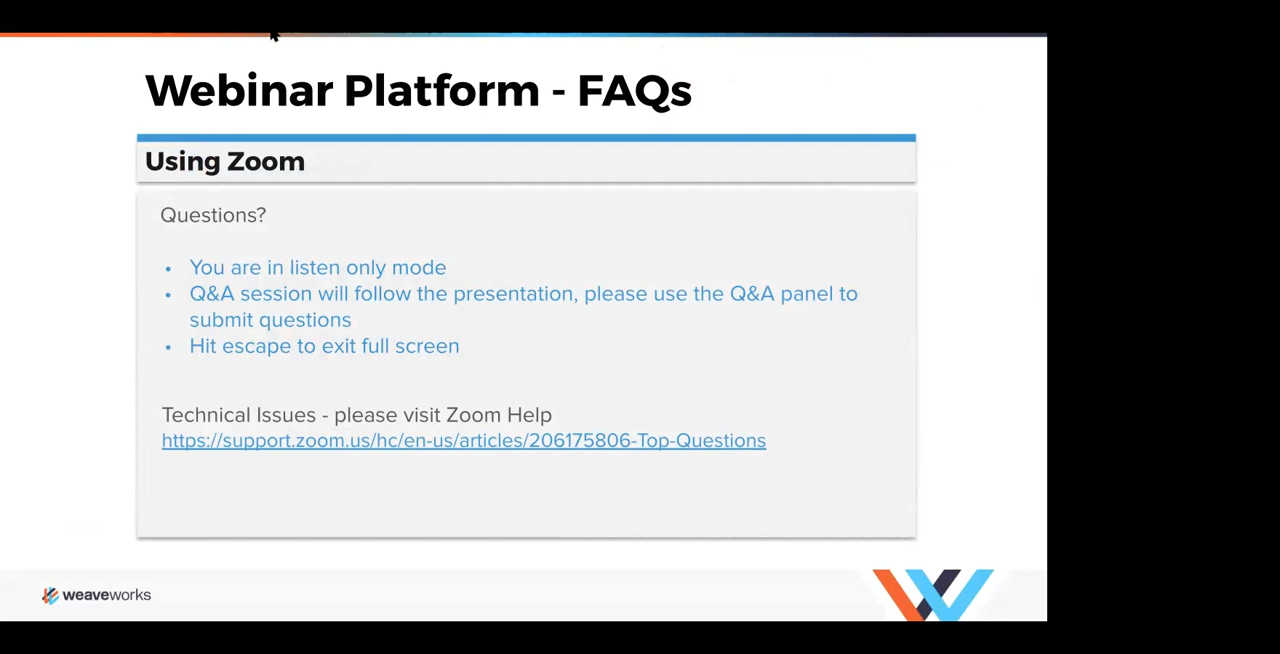 Webinar Platform - FAQs
Using Zoom
Questions?
• You are in listen only mode
• Q&A session will follow the presentation, please use the Q&A panel to
submit questions
• Hit escape to exit full screen
Technical Issues - please visit Zoom Help
https://support.zoom.us/hc/en-us/articles/206175806-Top-Questions
weaveworks